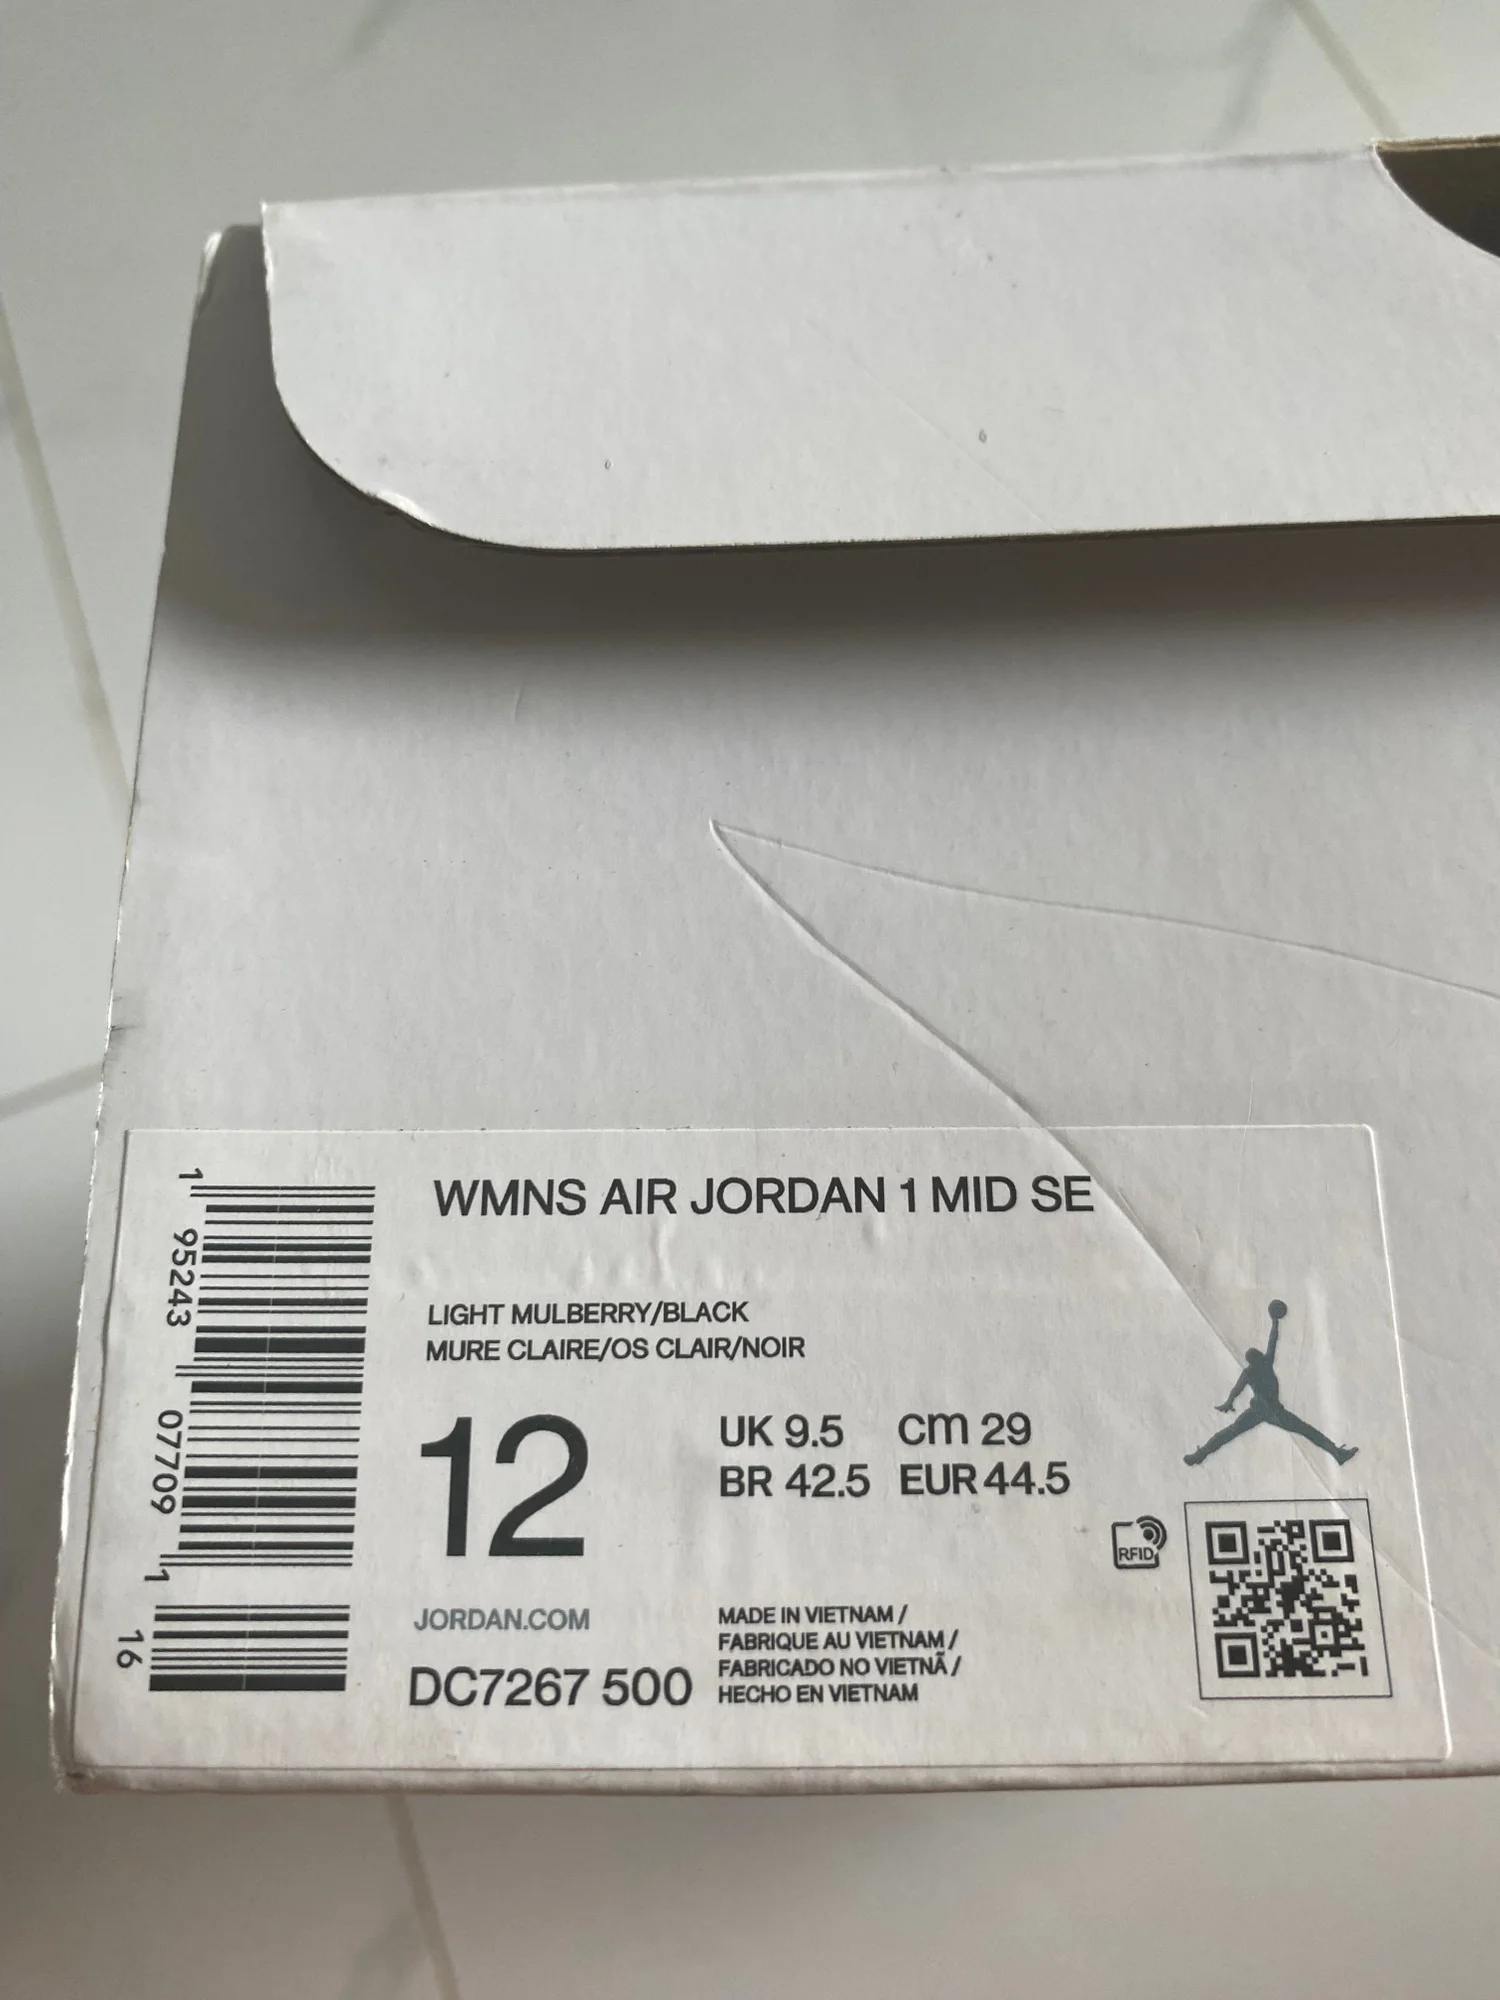 WMNS AIR JORDAN 1 MID SE
LIGHT MULBERRY/BLACK
MURE CLAIRE/OS CLAIR/NOIR
12
UK 9.5 cm 29
BR 42.5 EUR 44.5
RFID
JORDAN.COM
DC7267 500
MADE IN VIETNAM /
FABRIQUE AU VIETNAM /
FABRICADO NO VIETNÃ /
HECHO EN VIETNAM
1 95243 07709 1 16